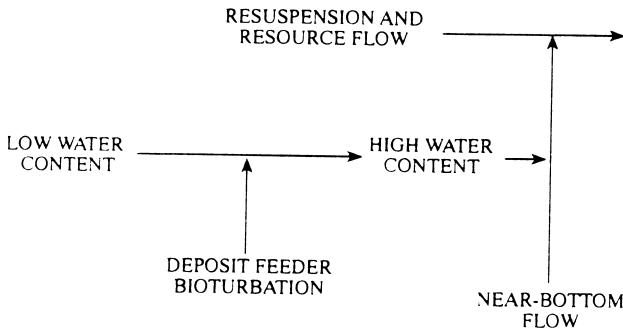 RESUSPENSION AND
RESOURCE FLOW
LOW WATER
CONTENT
HIGH WATER
CONTENT
DEPOSIT FEEDER
BIOTURBATION
NEAR-BOTTOM
FLOW